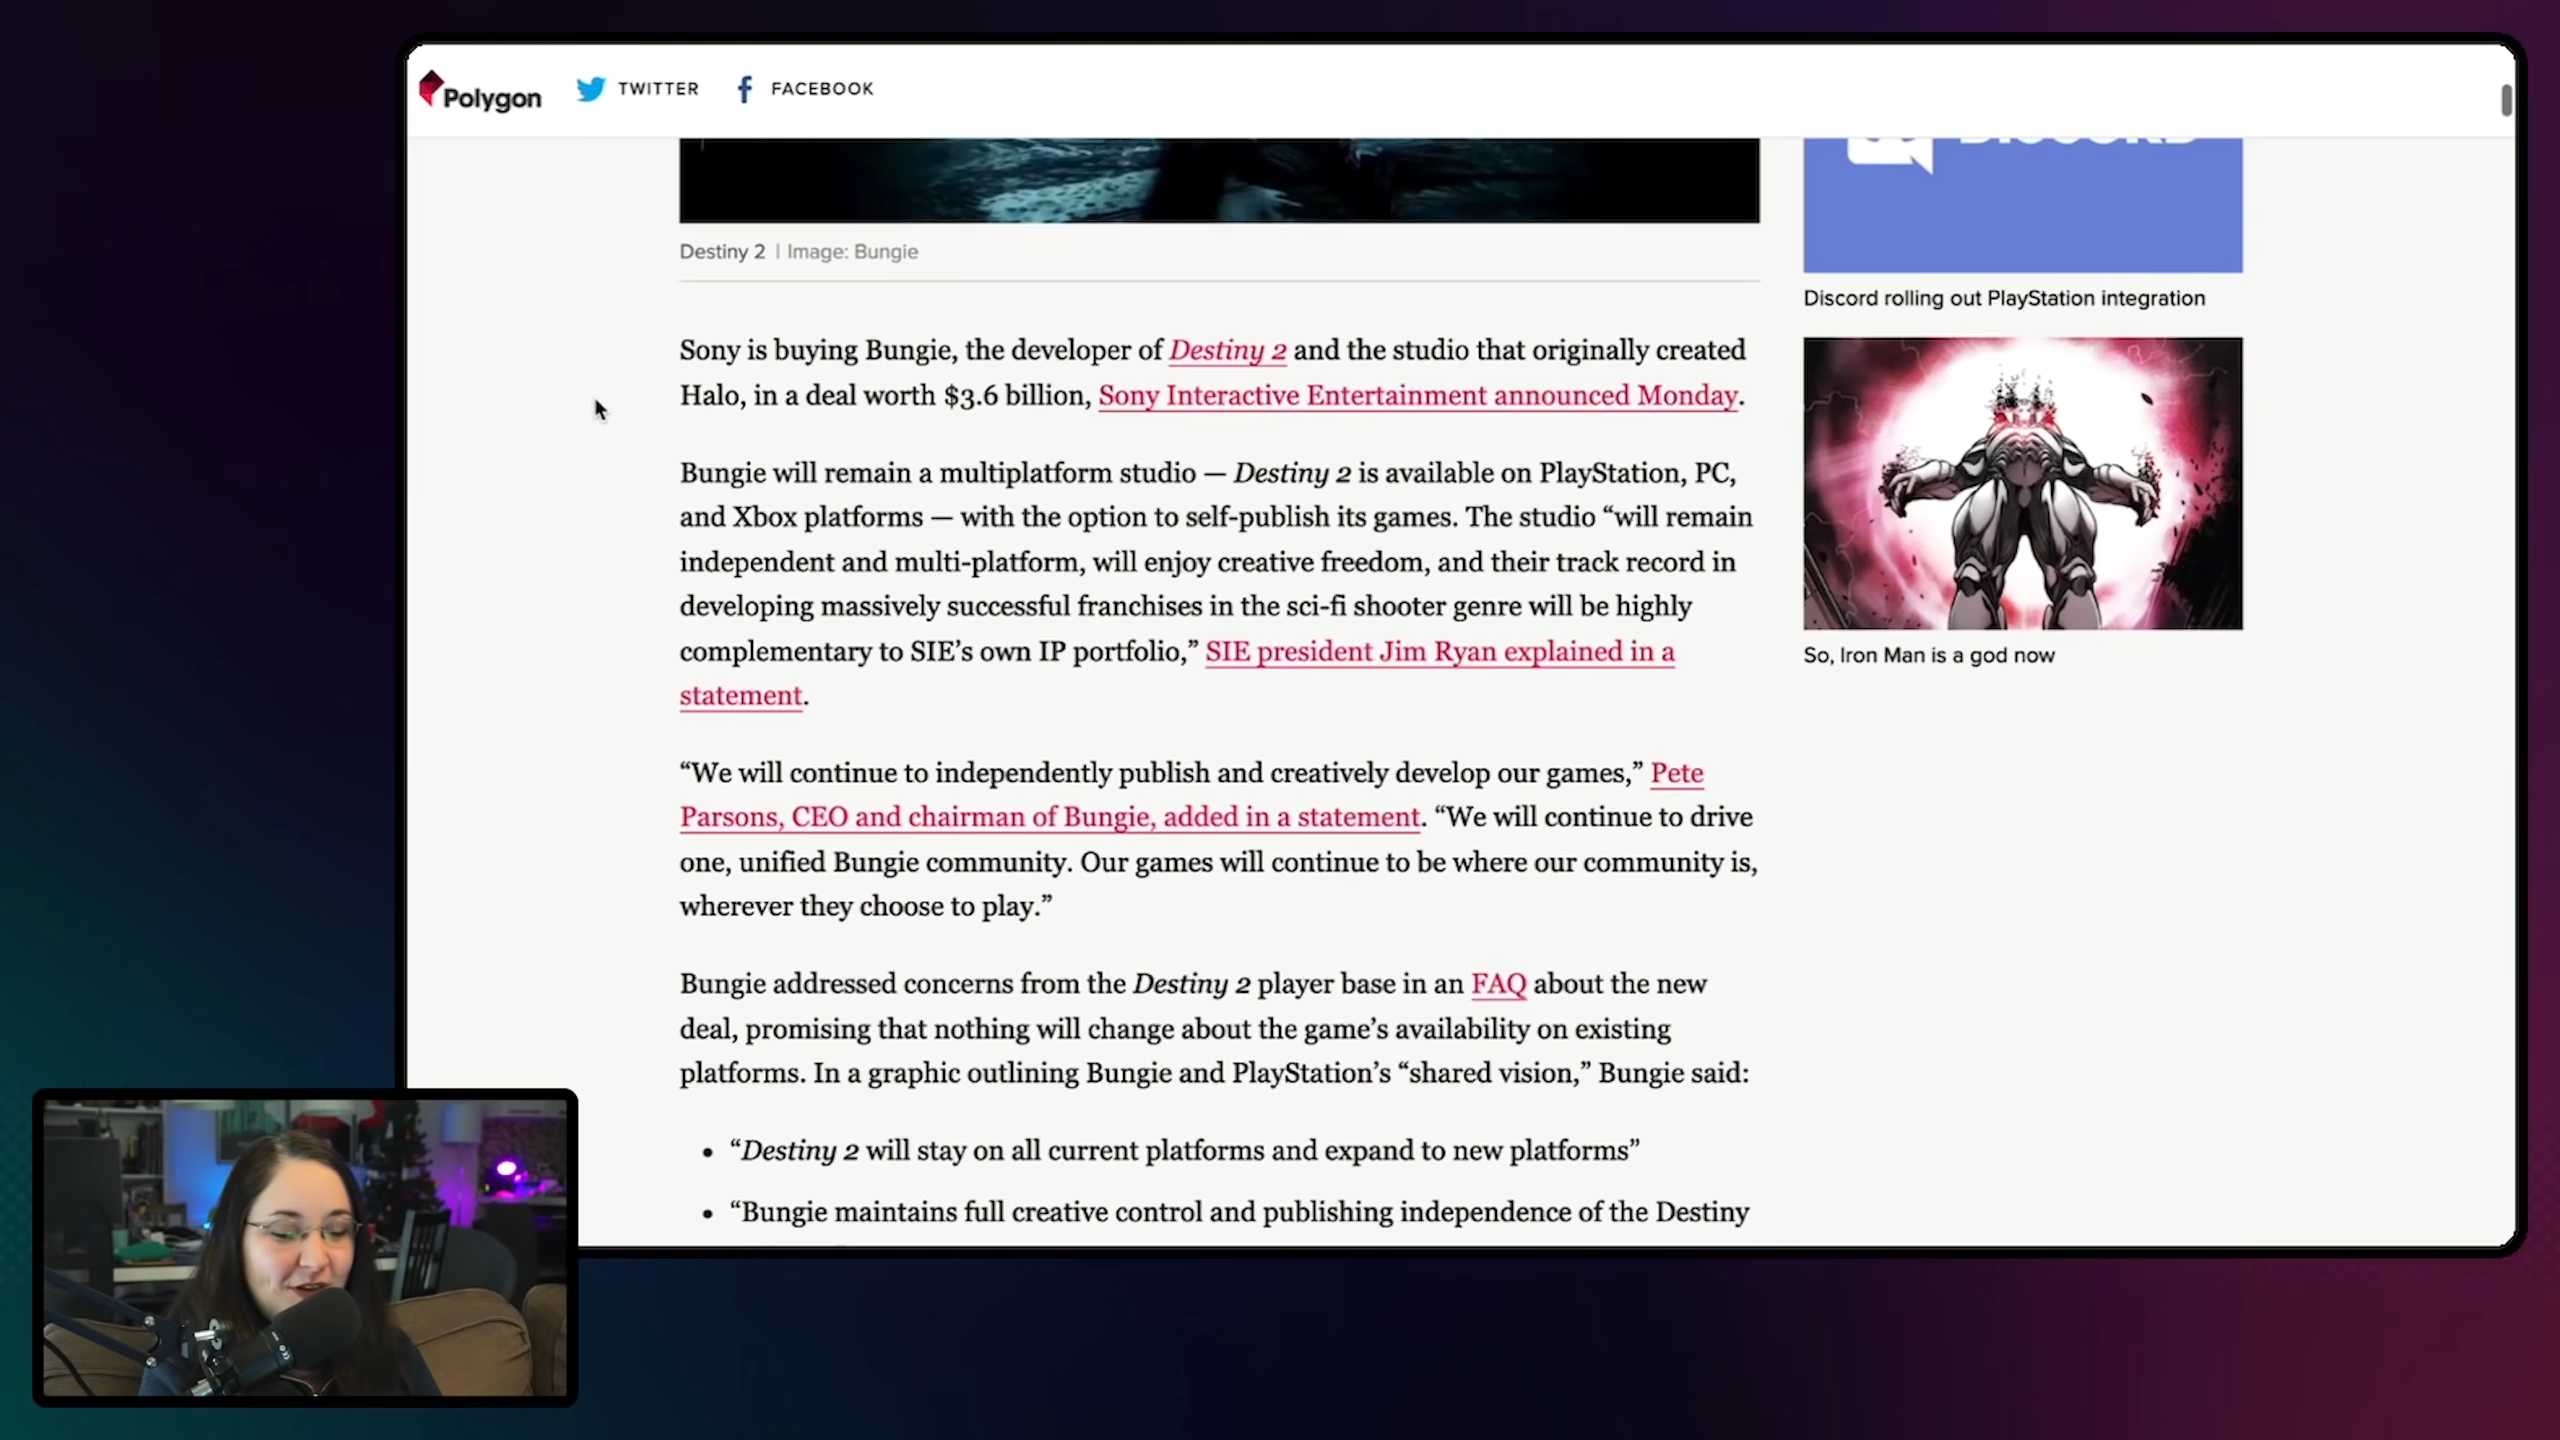 Polygon TWITTER FACEBOOK
Destiny 2 | Image: Bungie
Sony is buying Bungie, the developer of Destiny 2 and the studio that originally created
Halo, in a deal worth $3.6 billion, Sony Interactive Entertainment announced Monday.
Bungie will remain a multiplatform studio — Destiny 2 is available on PlayStation, PC,
and Xbox platforms — with the option to self-publish its games. The studio “will remain
independent and multi-platform, will enjoy creative freedom, and their track record in
developing massively successful franchises in the sci-fi shooter genre will be highly
complementary to SIE’s own IP portfolio,” SIE president Jim Ryan explained in a
statement.
“We will continue to independently publish and creatively develop our games,” Pete
Parsons, CEO and chairman of Bungie, added in a statement. “We will continue to drive
one, unified Bungie community. Our games will continue to be where our community is,
wherever they choose to play.”
Bungie addressed concerns from the Destiny 2 player base in an FAQ about the new
deal, promising that nothing will change about the game’s availability on existing
platforms. In a graphic outlining Bungie and PlayStation’s “shared vision,” Bungie said:
• “Destiny 2 will stay on all current platforms and expand to new platforms”
• “Bungie maintains full creative control and publishing independence of the Destiny
Discord rolling out PlayStation integration
So, Iron Man is a god now